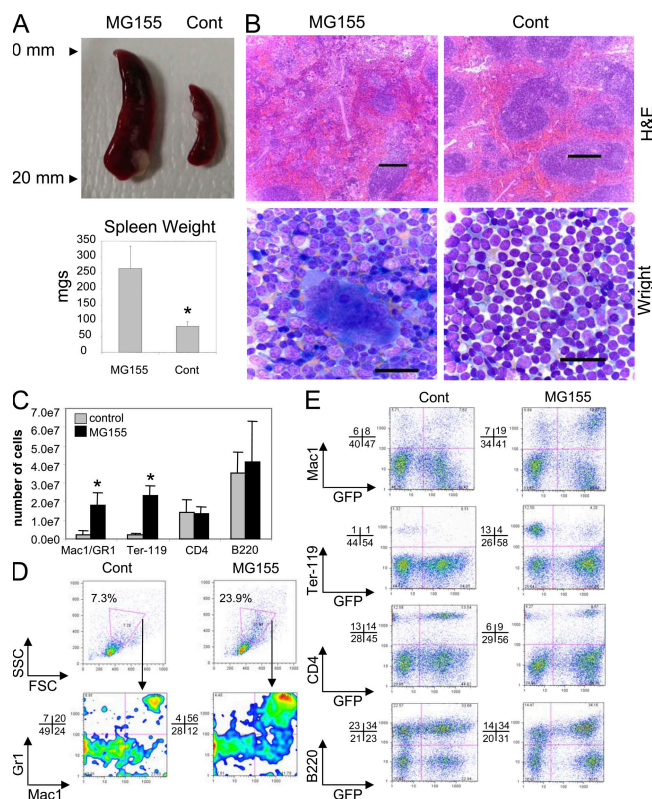 A
MG155 Cont
0 mm
20 mm
Spleen Weight
mgs
350
300
250
200
150
100
50
0
*
MG155 Cont
B
MG155 Cont
H&E
Wright
C
number of cells
7.0e7
6.0e7
5.0e7
4.0e7
3.0e7
2.0e7
1.0e7
0.0
control
MG155
* *
Mac1/GR1 Ter-119 CD4 B220
D
Cont MG155
7.3% 23.9%
SSC
FSC
7 20
49 24
4 56
28 12
Gr1
Mac1
E
Cont MG155
6 8
40 47
7 19
34 41
Mac1
GFP GFP
1 1
44 54
13 4
26 58
Ter-119
GFP GFP
13 14
28 45
6 9
29 56
CD4
GFP GFP
23 34
21 23
14 34
20 31
B220
GFP GFP